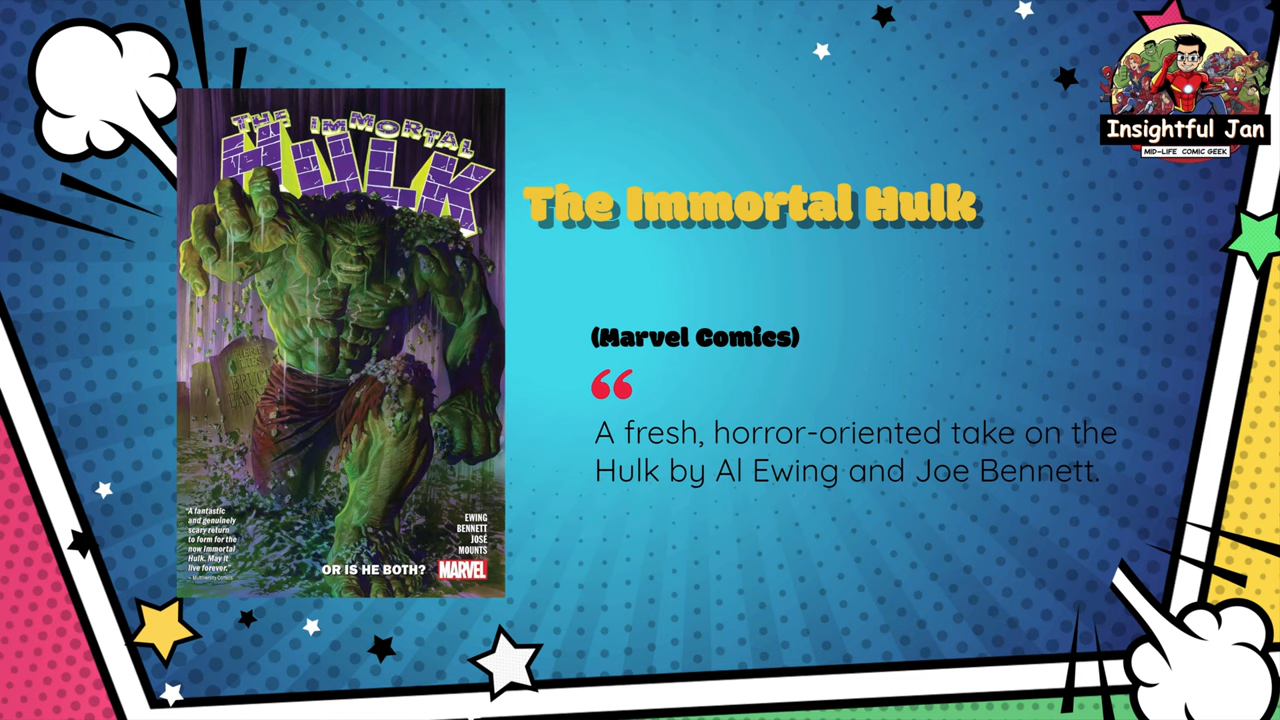 THE IMMORTAL
HULK
Insightful Jan
MID-LIFE COMIC GEEK
The Immortal Hulk
(Marvel Comics)
“
A fresh, horror-oriented take on the
Hulk by Al Ewing and Joe Bennett.
"A fantastic
and genuinely
scary return
to form for the
now Immortal
Hulk. May it
live forever."
- Multiversity Comics
EWING
BENNETT
JOSÉ
MOUNTS
OR IS HE BOTH?
MARVEL